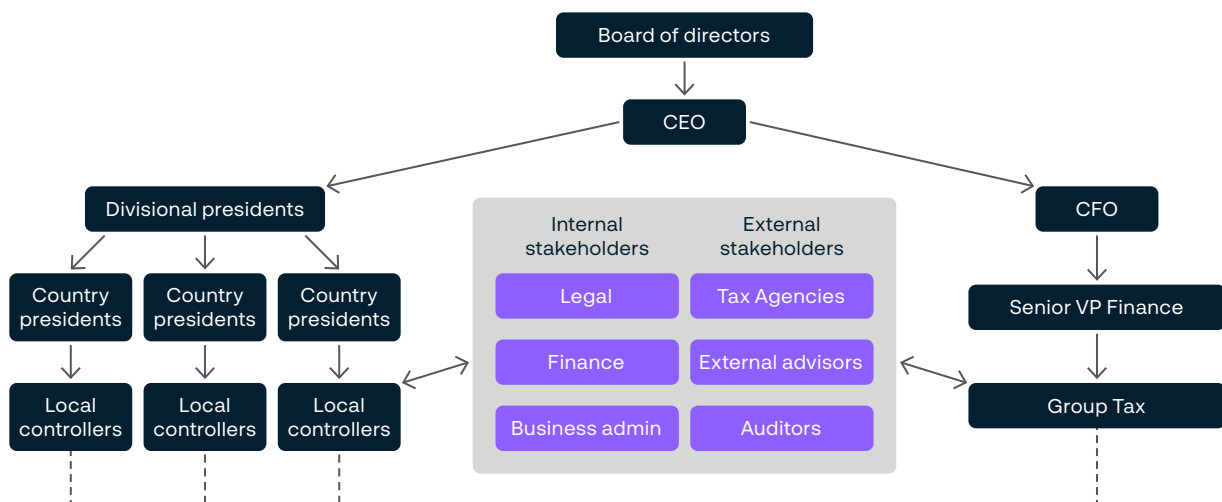 Board of directors
CEO
Divisional presidents
CFO
Internal
stakeholders
External
stakeholders
Country
presidents
Country
presidents
Country
presidents
Legal
Tax Agencies
Senior VP Finance
Finance
External advisors
Local
controllers
Local
controllers
Local
controllers
Business admin
Auditors
Group Tax